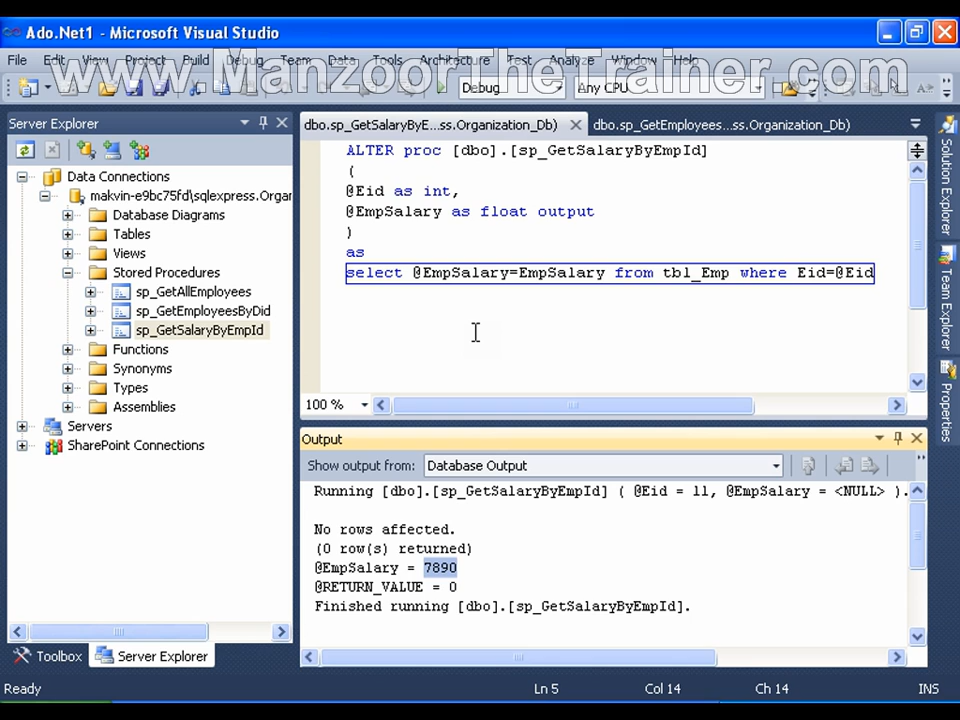 Ado.Net1 - Microsoft Visual Studio
File Edit View Project Build Debug Team Data Tools Architecture Test Analyze Window Help
www.ManzoorTheTrainer.com
Debug Any CPU
Server Explorer
dbo.sp_GetSalaryByE...ss.Organization_Db) dbo.sp_GetEmployees...ss.Organization_Db)
Data Connections
makvin-e9bc75fd\sqlexpress.Organ
Database Diagrams
Tables
Views
Stored Procedures
sp_GetAllEmployees
sp_GetEmployeesByDid
sp_GetSalaryByEmpId
Functions
Synonyms
Types
Assemblies
Servers
SharePoint Connections
Toolbox Server Explorer
ALTER proc [dbo].[sp_GetSalaryByEmpId]
(
@Eid as int,
@EmpSalary as float output
)
as
select @EmpSalary=EmpSalary from tbl_Emp where Eid=@Eid
100 %
Output
Show output from: Database Output
Running [dbo].[sp_GetSalaryByEmpId] ( @Eid = 11, @EmpSalary = <NULL> ).
No rows affected.
(0 row(s) returned)
@EmpSalary = 7890
@RETURN_VALUE = 0
Finished running [dbo].[sp_GetSalaryByEmpId].
Solution Explorer
Team Explorer
Properties
Ready Ln 5 Col 14 Ch 14 INS